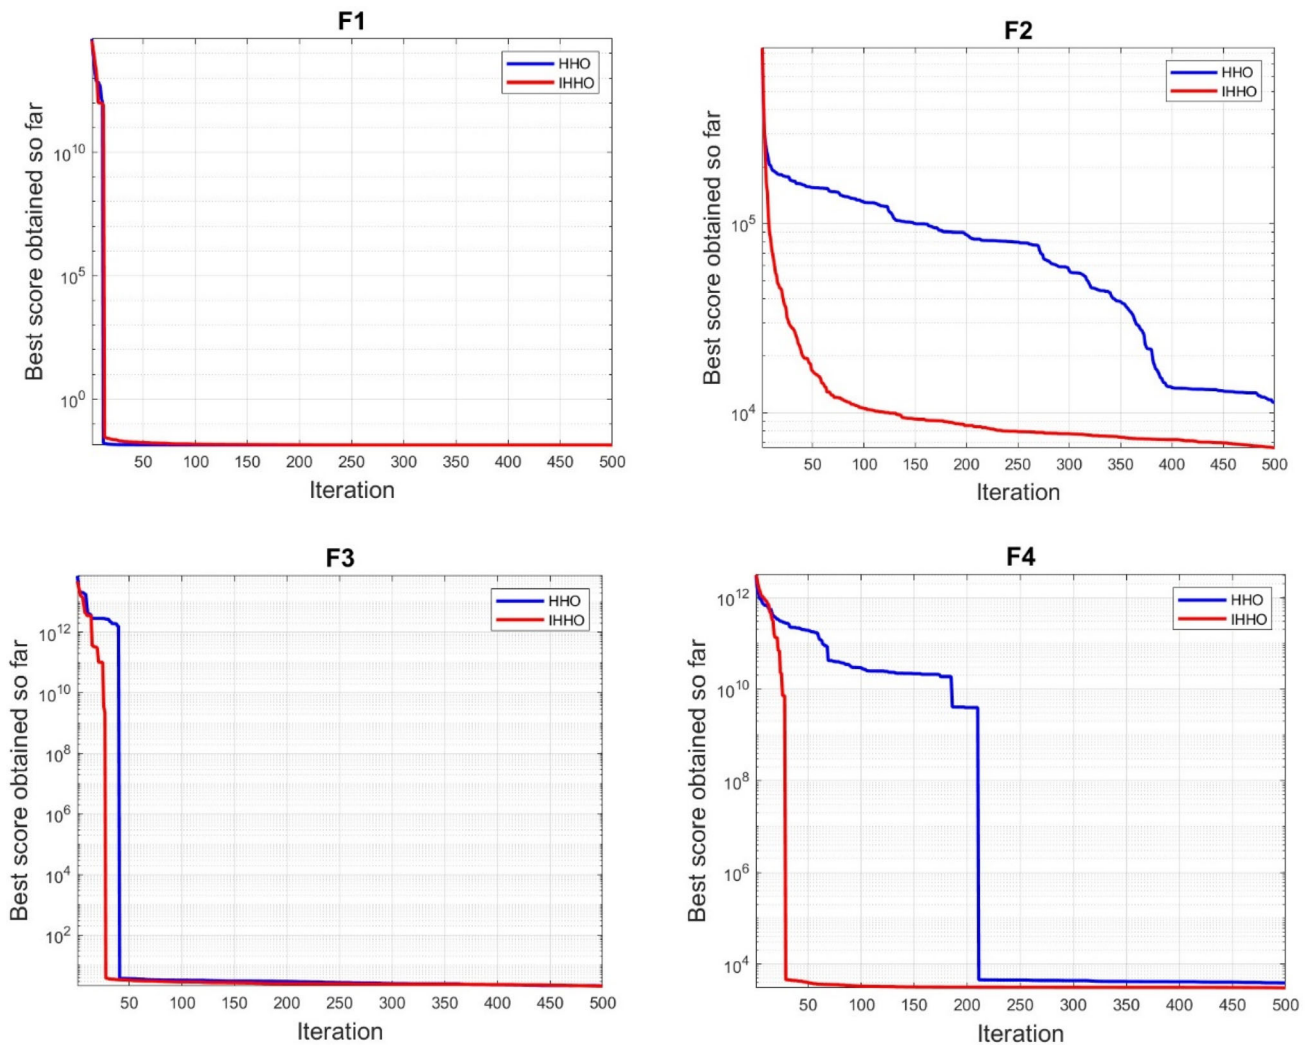 F1
HHO
IHHO
Best score obtained so far
10^10
10^5
10^0
50 100 150 200 250 300 350 400 450 500
Iteration
F2
HHO
IHHO
Best score obtained so far
10^5
10^4
50 100 150 200 250 300 350 400 450 500
Iteration
F3
HHO
IHHO
Best score obtained so far
10^12
10^10
10^8
10^6
10^4
10^2
50 100 150 200 250 300 350 400 450 500
Iteration
F4
HHO
IHHO
Best score obtained so far
10^12
10^10
10^8
10^6
10^4
50 100 150 200 250 300 350 400 450 500
Iteration